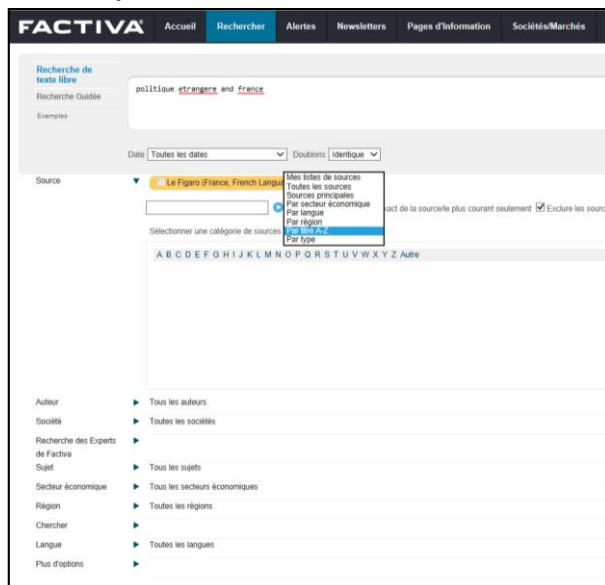 FACTIVA Accueil Rechercher Alertes Newsletters Pages d'Information Sociétés/Marchés
Recherche de
texte libre
Recherche Guidée
Exemples
politique etrangere and france
Date Toutes les dates Doublons Identique
Source Le Figaro (France, French Langua
Mes listes de sources
Toutes les sources
Sources principales
Par secteur économique
Par langue
Par région
Par titre A-Z
Par type
xact de la source/le plus courant seulement Exclure les sourc
Sélectionner une catégorie de sources
A B C D E F G H I J K L M N O P Q R S T U V W X Y Z Autre
Auteur Tous les auteurs
Société Toutes les sociétés
Recherche des Experts
de Factiva
Sujet Tous les sujets
Secteur économique Tous les secteurs économiques
Région Toutes les régions
Chercher
Langue Toutes les langues
Plus d'options